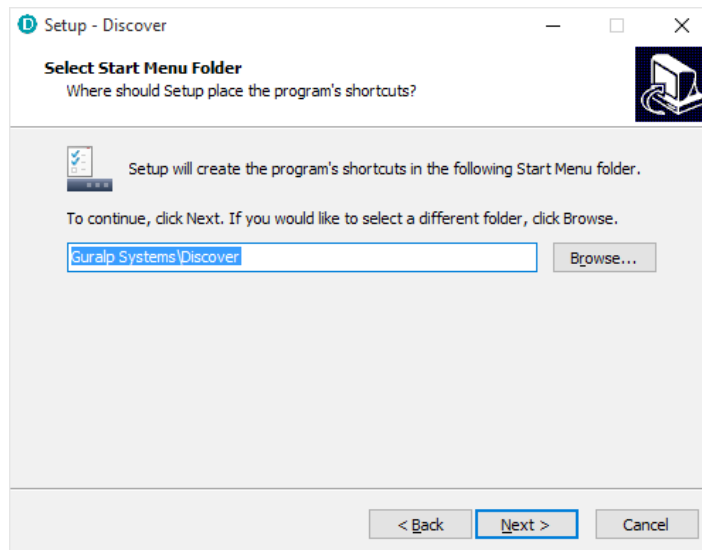 Setup - Discover
Select Start Menu Folder
Where should Setup place the program's shortcuts?
Setup will create the program's shortcuts in the following Start Menu folder.
To continue, click Next. If you would like to select a different folder, click Browse.
Guralp Systems\Discover
Browse...
< Back
Next >
Cancel